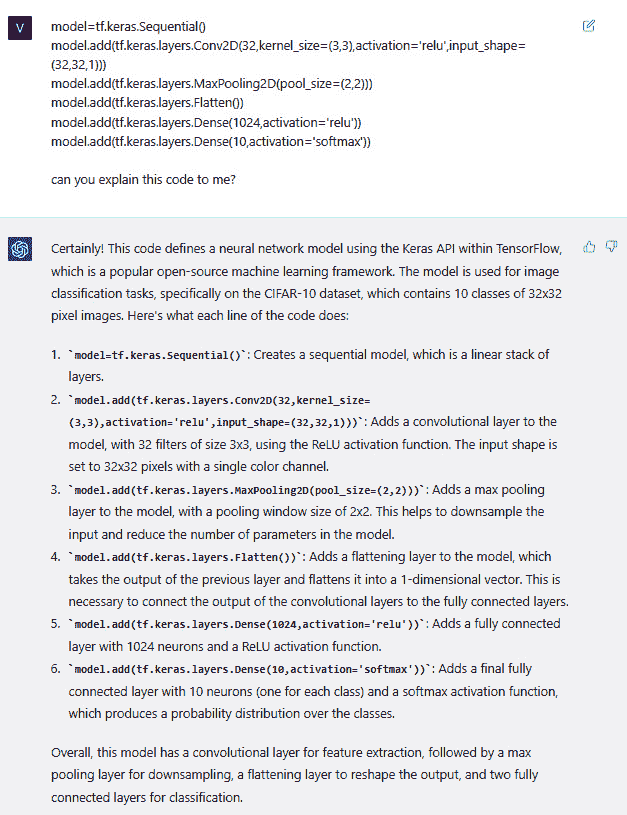 V
model=tf.keras.Sequential()
model.add(tf.keras.layers.Conv2D(32,kernel_size=(3,3),activation='relu',input_shape=
(32,32,1)))
model.add(tf.keras.layers.MaxPooling2D(pool_size=(2,2)))
model.add(tf.keras.layers.Flatten())
model.add(tf.keras.layers.Dense(1024,activation='relu'))
model.add(tf.keras.layers.Dense(10,activation='softmax'))
can you explain this code to me?
Certainly! This code defines a neural network model using the Keras API within TensorFlow,
which is a popular open-source machine learning framework. The model is used for image
classification tasks, specifically on the CIFAR-10 dataset, which contains 10 classes of 32x32
pixel images. Here's what each line of the code does:
1. `model=tf.keras.Sequential()`: Creates a sequential model, which is a linear stack of
layers.
2. `model.add(tf.keras.layers.Conv2D(32,kernel_size=
(3,3),activation='relu',input_shape=(32,32,1)))`: Adds a convolutional layer to the
model, with 32 filters of size 3x3, using the ReLU activation function. The input shape is
set to 32x32 pixels with a single color channel.
3. `model.add(tf.keras.layers.MaxPooling2D(pool_size=(2,2)))`: Adds a max pooling
layer to the model, with a pooling window size of 2x2. This helps to downsample the
input and reduce the number of parameters in the model.
4. `model.add(tf.keras.layers.Flatten())`: Adds a flattening layer to the model, which
takes the output of the previous layer and flattens it into a 1-dimensional vector. This is
necessary to connect the output of the convolutional layers to the fully connected layers.
5. `model.add(tf.keras.layers.Dense(1024,activation='relu'))`: Adds a fully connected
layer with 1024 neurons and a ReLU activation function.
6. `model.add(tf.keras.layers.Dense(10,activation='softmax'))`: Adds a final fully
connected layer with 10 neurons (one for each class) and a softmax activation function,
which produces a probability distribution over the classes.
Overall, this model has a convolutional layer for feature extraction, followed by a max
pooling layer for downsampling, a flattening layer to reshape the output, and two fully
connected layers for classification.